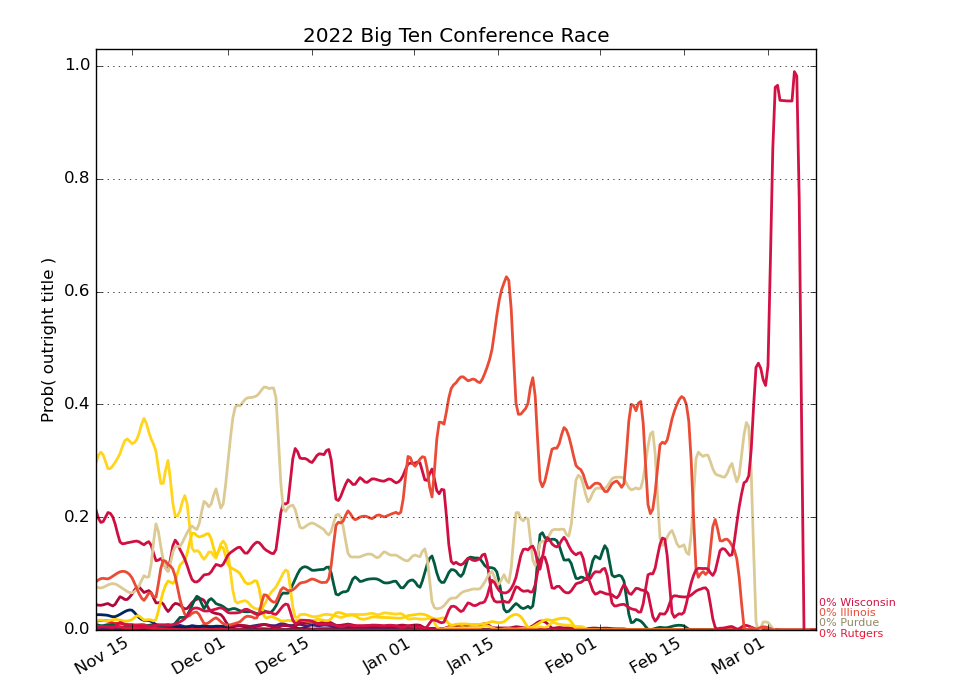 2022 Big Ten Conference Race
Prob( outright title )
1.0
0.8
0.6
0.4
0.2
0.0
Nov 15
Dec 01
Dec 15
Jan 01
Jan 15
Feb 01
Feb 15
Mar 01
0% Wisconsin
0% Illinois
0% Purdue
0% Rutgers